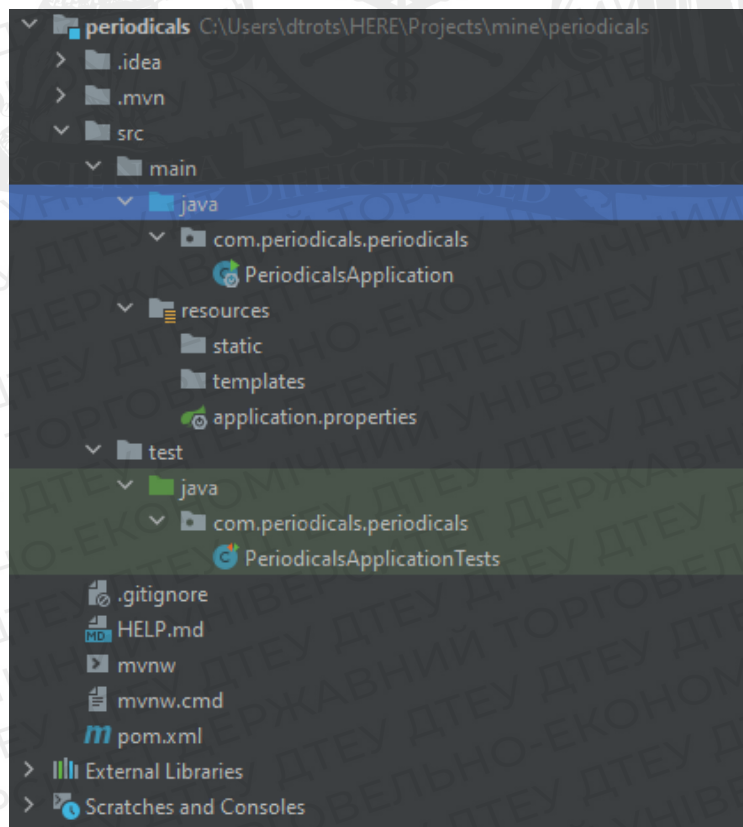 periodicals C:\Users\dtrots\HERE\Projects\mine\periodicals
.idea
.mvn
src
main
java
com.periodicals.periodicals
PeriodicalsApplication
resources
static
templates
application.properties
test
java
com.periodicals.periodicals
PeriodicalsApplicationTests
.gitignore
MD HELP.md
mvnw
mvnw.cmd
m pom.xml
External Libraries
Scratches and Consoles